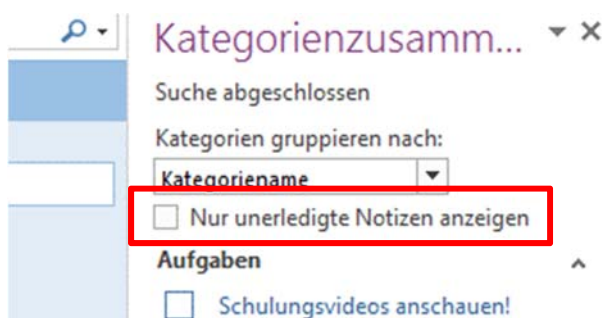 Kategorienzusamm...
Suche abgeschlossen
Kategorien gruppieren nach:
Kategoriename
Nur unerledigte Notizen anzeigen
Aufgaben
Schulungsvideos anschauen!